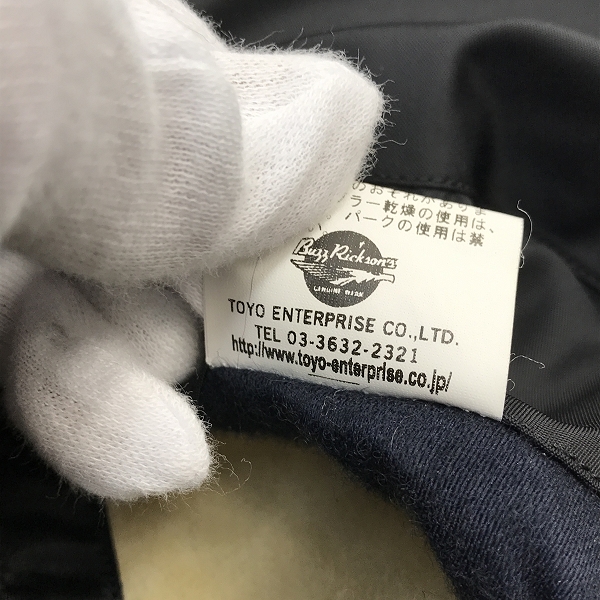 のおそれがありま
ラー乾燥の使用は、
パークの使用は禁
Buzz Rickson's
GENUINE WEAR
TOYO ENTERPRISE CO.,LTD.
TEL 03-3632-2321
http://www.toyo-enterprise.co.jp/